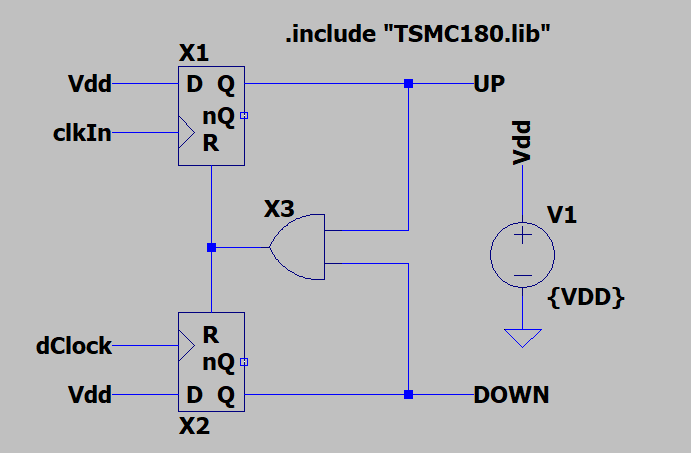 .include "TSMC180.lib"
X1
Vdd
D Q
UP
nQ
clkIn
R
Vdd
X3
V1
{VDD}
R
dClock
nQ
Vdd
D Q
DOWN
X2